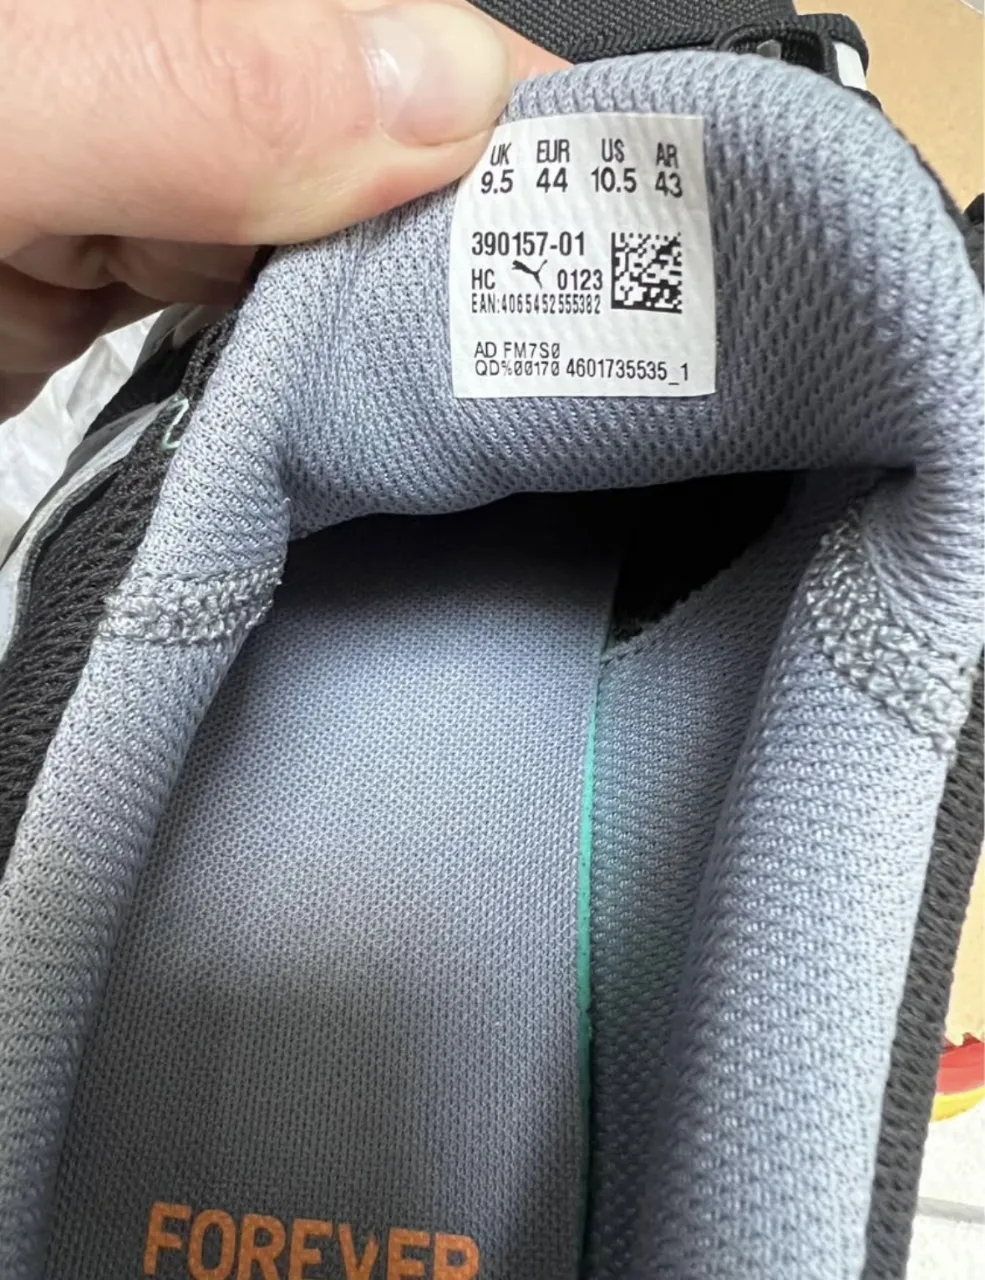 UK EUR US AR
9.5 44 10.5 43
390157-01
HC 0123
EAN:4065452555382
AD FM7S0
QD%00170 4601735535_1
FOREVER